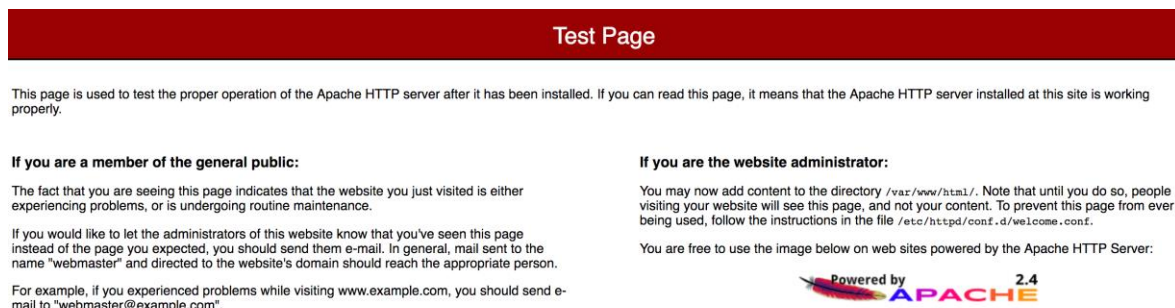 Test Page
This page is used to test the proper operation of the Apache HTTP server after it has been installed. If you can read this page, it means that the Apache HTTP server installed at this site is working
properly.
If you are a member of the general public:
The fact that you are seeing this page indicates that the website you just visited is either
experiencing problems, or is undergoing routine maintenance.
If you would like to let the administrators of this website know that you've seen this page
instead of the page you expected, you should send them e-mail. In general, mail sent to the
name "webmaster" and directed to the website's domain should reach the appropriate person.
For example, if you experienced problems while visiting www.example.com, you should send e-
mail to "webmaster@example.com".
If you are the website administrator:
You may now add content to the directory /var/www/html/. Note that until you do so, people
visiting your website will see this page, and not your content. To prevent this page from ever
being used, follow the instructions in the file /etc/httpd/conf.d/welcome.conf.
You are free to use the image below on web sites powered by the Apache HTTP Server:
Powered by 2.4
APACHE